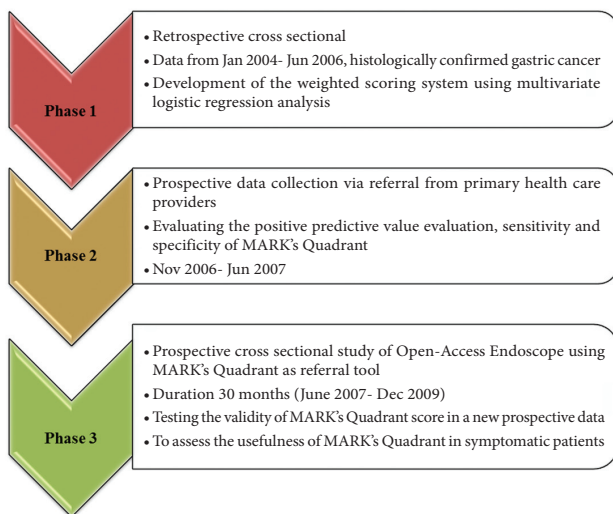 Phase 1
• Retrospective cross sectional
• Data from Jan 2004- Jun 2006, histologically confirmed gastric cancer
• Development of the weighted scoring system using multivariate
logistic regression analysis
Phase 2
• Prospective data collection via referral from primary health care
providers
• Evaluating the positive predictive value evaluation, sensitivity and
specificity of MARK's Quadrant
• Nov 2006- Jun 2007
Phase 3
• Prospective cross sectional study of Open-Access Endoscope using
MARK's Quadrant as referral tool
• Duration 30 months (June 2007- Dec 2009)
• Testing the validity of MARK's Quadrant score in a new prospective data
• To assess the usefulness of MARK's Quadrant in symptomatic patients